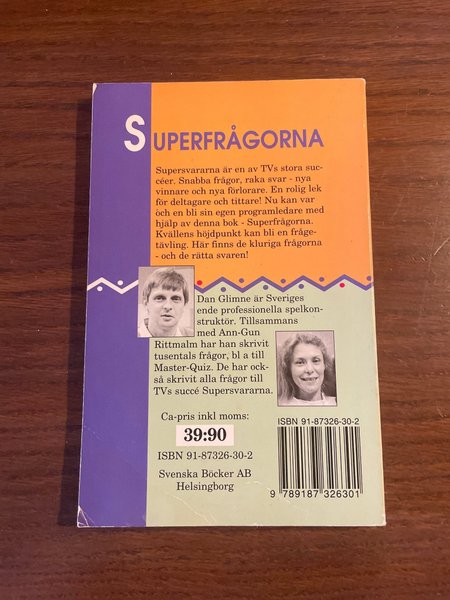 SUPERFRÅGORNA
Supersvararna är en av TVs stora suc-
céer. Snabba frågor, raka svar - nya
vinnare och nya förlorare. En rolig lek
för deltagare och tittare! Nu kan var
och en bli sin egen programledare med
hjälp av denna bok - Superfrågorna.
Kvällens höjdpunkt kan bli en fråge-
tävling. Här finns de kluriga frågorna
- och de rätta svaren!
Dan Glimne är Sveriges
ende professionella spelkon-
struktör. Tillsammans
med Ann-Gun
Rittmalm har han skrivit
tusentals frågor, bl a till
Master-Quiz. De har ock-
så skrivit alla frågor till
TVs succé Supersvararna.
Ca-pris inkl moms:
39:90
ISBN 91-87326-30-2
Svenska Böcker AB
Helsingborg
ISBN 91-87326-30-2
9 789187 326301